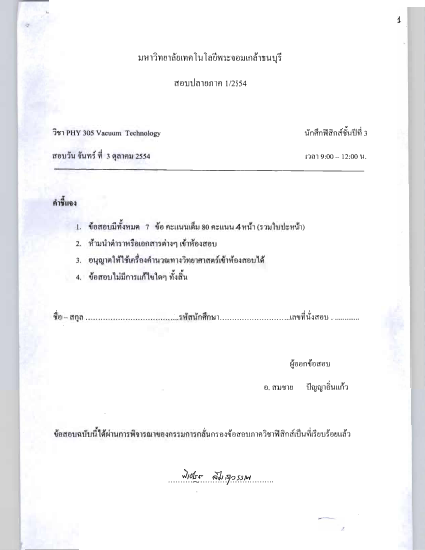 1
มหาวิทยาลัยเทคโนโลยีพระจอมเกล้าธนบุรี
สอบปลายภาค 1/2554
วิชา PHY 305 Vacuum Technology นักศึกฟิสิกส์ชั้นปีที่ 3
สอบวัน จันทร์ ที่ 3 ตุลาคม 2554 เวลา 9:00 – 12:00 น.
คำชี้แจง
1. ข้อสอบมีทั้งหมด 7 ข้อ คะแนนเต็ม 80 คะแนน 4 หน้า (รวมใบปะหน้า)
2. ห้ามนำตำราหรือเอกสารต่างๆ เข้าห้องสอบ
3. อนุญาตให้ใช้เครื่องคำนวณทางวิทยาศาสตร์เข้าห้องสอบได้
4. ข้อสอบไม่มีการแก้ไขใดๆ ทั้งสิ้น
ชื่อ – สกุล .....................................รหัสนักศึกษา............................เลขที่นั่งสอบ ............
ผู้ออกข้อสอบ
อ. สมชาย ปัญญาอิ่นแก้ว
ข้อสอบฉบับนี้ได้ผ่านการพิจารณาของกรรมการกลั่นกรองข้อสอบภาควิชาฟิสิกส์เป็นที่เรียบร้อยแล้ว